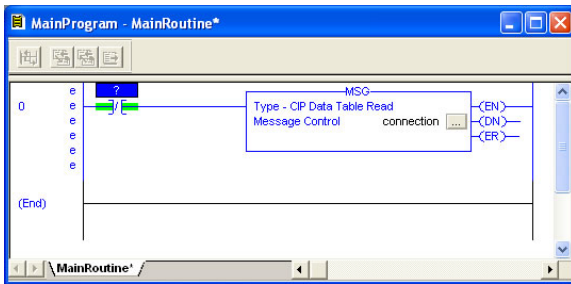 MainProgram - MainRoutine*
e ? MSG
0 e Type - CIP Data Table Read (EN)
e Message Control connection ... (DN)
e (ER)
e
e
(End)
MainRoutine*